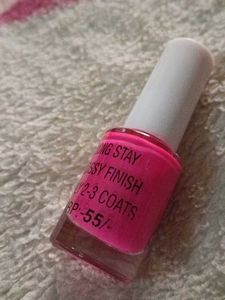 NG STAY
SSY FINISH
2-3 COATS
RP:-55/-